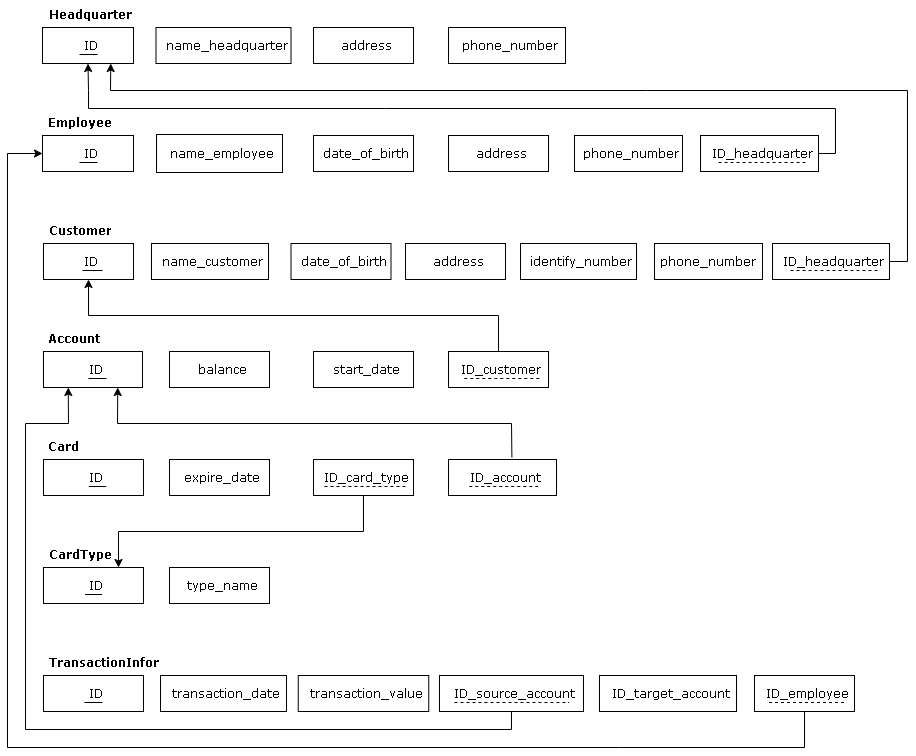 Headquarter
ID name_headquarter address phone_number
Employee
ID name_employee date_of_birth address phone_number ID_headquarter
Customer
ID name_customer date_of_birth address identify_number phone_number ID_headquarter
Account
ID balance start_date ID_customer
Card
ID expire_date ID_card_type ID_account
CardType
ID type_name
TransactionInfor
ID transaction_date transaction_value ID_source_account ID_target_account ID_employee